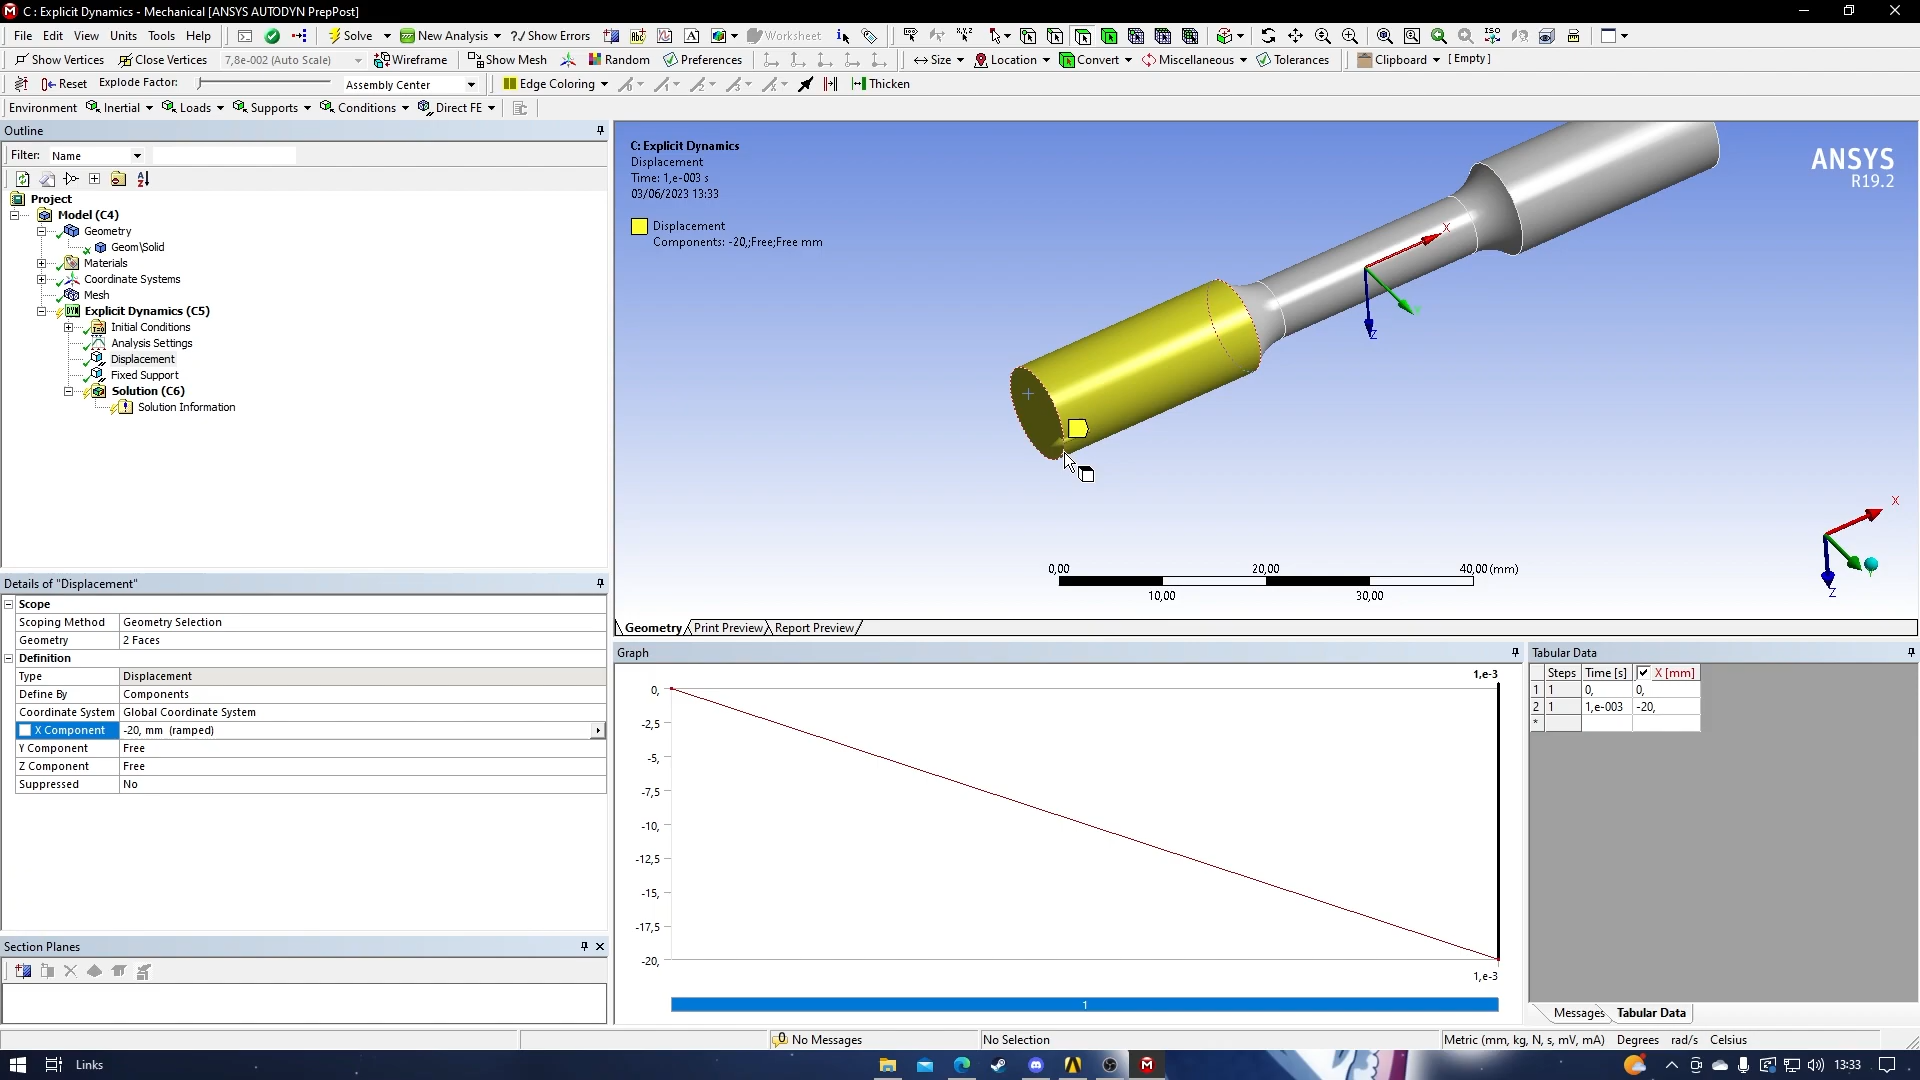 C : Explicit Dynamics - Mechanical [ANSYS AUTODYN PrepPost]
File Edit View Units Tools Help Solve New Analysis Show Errors Worksheet
Show Vertices Close Vertices 7,8e-002 (Auto Scale) Wireframe Show Mesh Random Preferences Size Location Convert Miscellaneous Tolerances Clipboard [ Empty ]
Reset Explode Factor: Assembly Center Edge Coloring Thicken
Environment Inertial Loads Supports Conditions Direct FE
Outline
Filter: Name
Project
Model (C4)
Geometry
Geom\Solid
Materials
Coordinate Systems
Mesh
Explicit Dynamics (C5)
Initial Conditions
Analysis Settings
Displacement
Fixed Support
Solution (C6)
Solution Information
Details of "Displacement"
Scope
Scoping Method Geometry Selection
Geometry 2 Faces
Definition
Type Displacement
Define By Components
Coordinate System Global Coordinate System
X Component -20, mm (ramped)
Y Component Free
Z Component Free
Suppressed No
Section Planes
C: Explicit Dynamics
Displacement
Time: 1,e-003 s
03/06/2023 13:33
Displacement
Components: -20,;Free;Free mm
ANSYS
R19.2
X
Z
X
Z
0,00 20,00 40,00 (mm)
10,00 30,00
Geometry Print Preview Report Preview
Graph
1,e-3
0,
-2,5
-5,
-7,5
-10,
-12,5
-15,
-17,5
-20,
1,e-3
1
Tabular Data
Steps Time [s] X [mm]
1 1 0, 0,
2 1 1,e-003 -20,
*
Messages Tabular Data
No Messages No Selection Metric (mm, kg, N, s, mV, mA) Degrees rad/s Celsius
Links 13:33